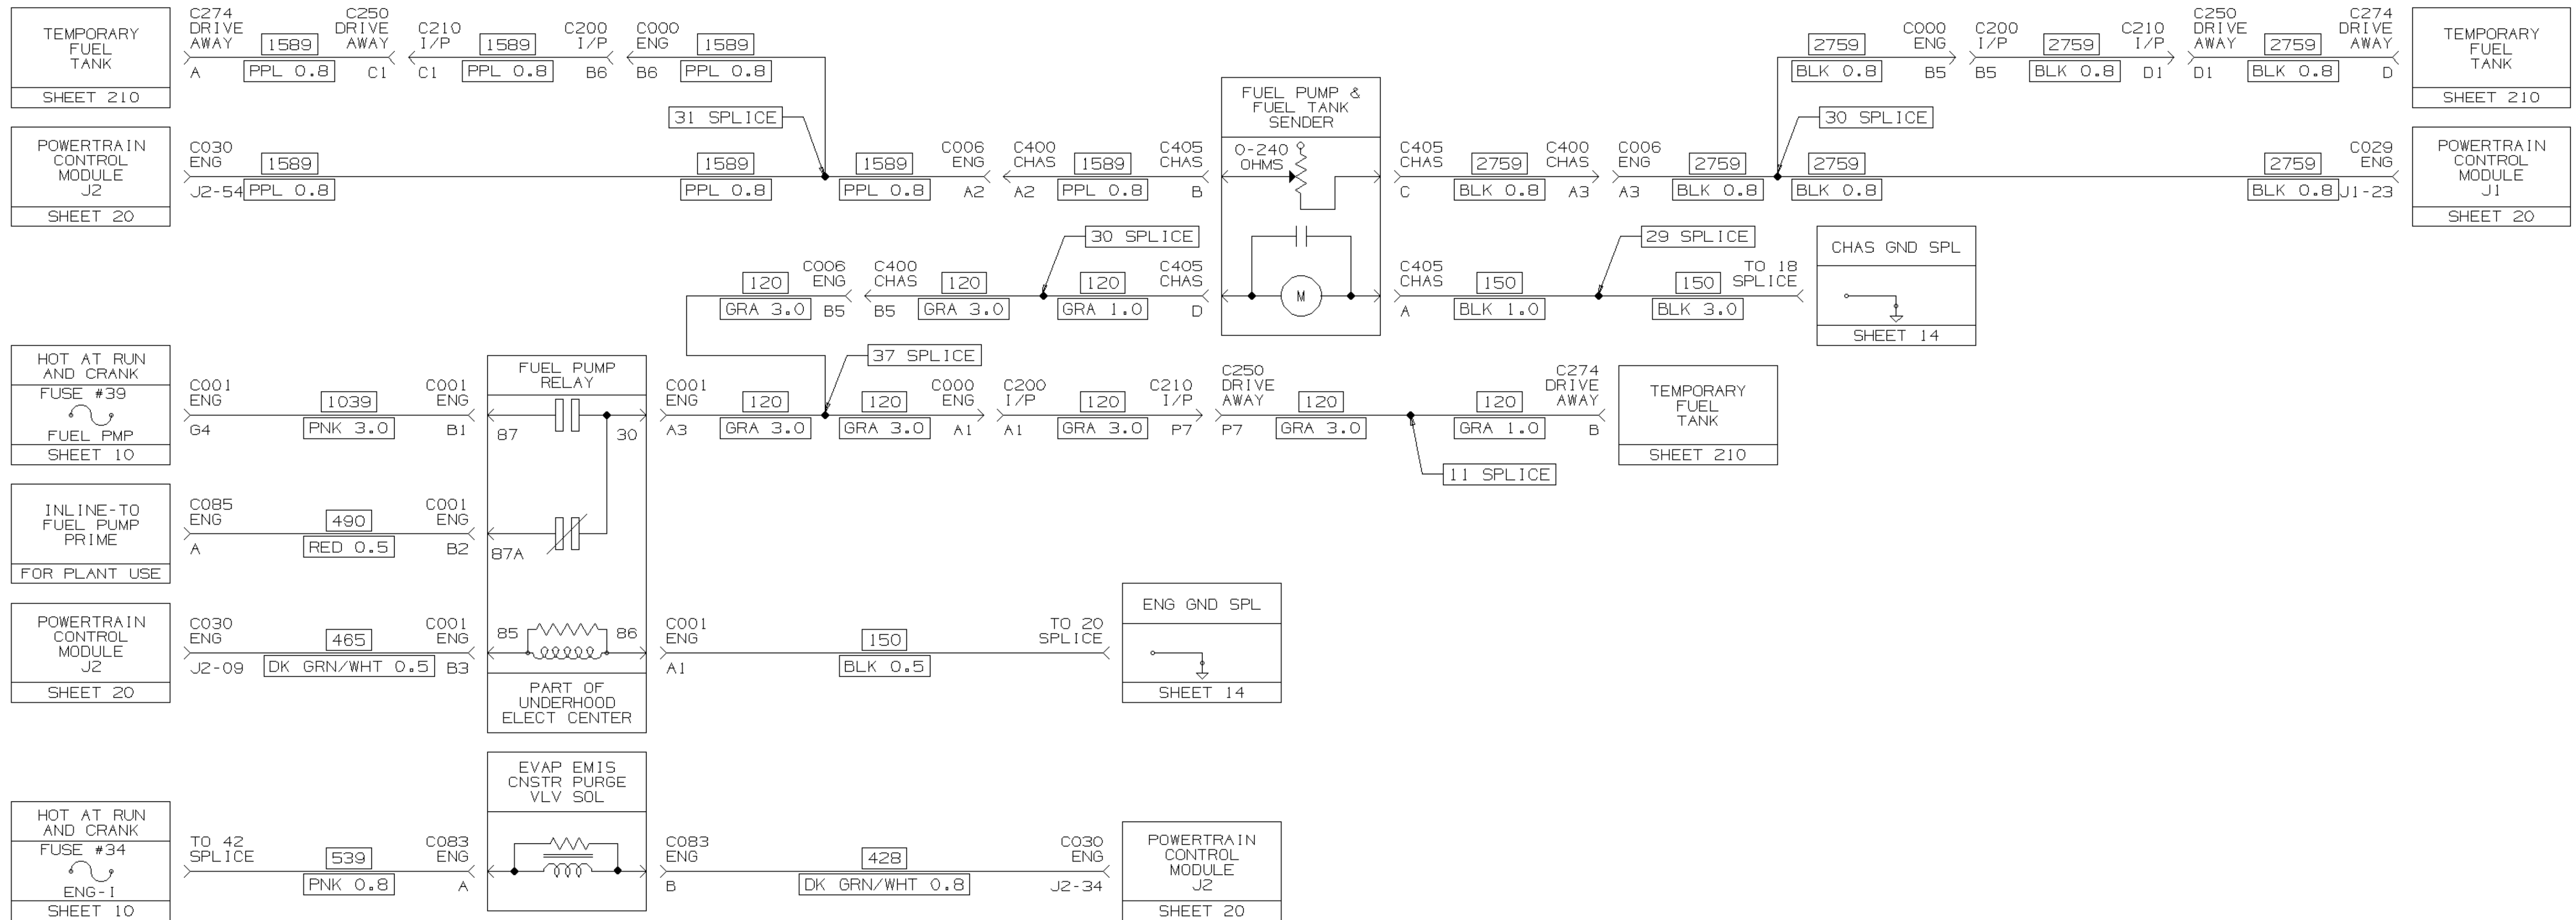 TEMPORARY
FUEL
TANK
SHEET 210
C274
DRIVE
AWAY
A
1589
PPL 0.8
C250
DRIVE
AWAY
C1
C210
I/P
C1
1589
PPL 0.8
C200
I/P
B6
C000
ENG
B6
1589
PPL 0.8
2759
BLK 0.8
C000
ENG
B5
C200
I/P
B5
2759
BLK 0.8
C210
I/P
D1
C250
DRIVE
AWAY
D1
2759
BLK 0.8
C274
DRIVE
AWAY
D
TEMPORARY
FUEL
TANK
SHEET 210
31 SPLICE
30 SPLICE
POWERTRAIN
CONTROL
MODULE
J2
SHEET 20
C030
ENG
J2-54
1589
PPL 0.8
1589
PPL 0.8
1589
PPL 0.8
C006
ENG
A2
C400
CHAS
A2
1589
PPL 0.8
C405
CHAS
B
FUEL PUMP &
FUEL TANK
SENDER
0-240
OHMS
M
C405
CHAS
C
2759
BLK 0.8
C400
CHAS
A3
C006
ENG
A3
2759
BLK 0.8
2759
BLK 0.8
2759
BLK 0.8
C029
ENG
J1-23
POWERTRAIN
CONTROL
MODULE
J1
SHEET 20
30 SPLICE
29 SPLICE
120
GRA 3.0
C006
ENG
B5
C400
CHAS
B5
120
GRA 3.0
120
GRA 1.0
C405
CHAS
D
C405
CHAS
A
150
BLK 1.0
150
BLK 3.0
TO 18
SPLICE
CHAS GND SPL
SHEET 14
HOT AT RUN
AND CRANK
FUSE #39
FUEL PMP
SHEET 10
C001
ENG
G4
1039
PNK 3.0
C001
ENG
B1
FUEL PUMP
RELAY
87
30
C001
ENG
A3
120
GRA 3.0
37 SPLICE
120
GRA 3.0
C000
ENG
A1
C200
I/P
A1
120
GRA 3.0
C210
I/P
P7
C250
DRIVE
AWAY
P7
120
GRA 3.0
11 SPLICE
120
GRA 1.0
C274
DRIVE
AWAY
B
TEMPORARY
FUEL
TANK
SHEET 210
INLINE-TO
FUEL PUMP
PRIME
FOR PLANT USE
C085
ENG
A
490
RED 0.5
C001
ENG
B2
87A
POWERTRAIN
CONTROL
MODULE
J2
SHEET 20
C030
ENG
J2-09
465
DK GRN/WHT 0.5
C001
ENG
B3
85
86
PART OF
UNDERHOOD
ELECT CENTER
C001
ENG
A1
150
BLK 0.5
TO 20
SPLICE
ENG GND SPL
SHEET 14
HOT AT RUN
AND CRANK
FUSE #34
ENG-I
SHEET 10
TO 42
SPLICE
539
PNK 0.8
C083
ENG
A
EVAP EMIS
CNSTR PURGE
VLV SOL
C083
ENG
B
428
DK GRN/WHT 0.8
C030
ENG
J2-34
POWERTRAIN
CONTROL
MODULE
J2
SHEET 20